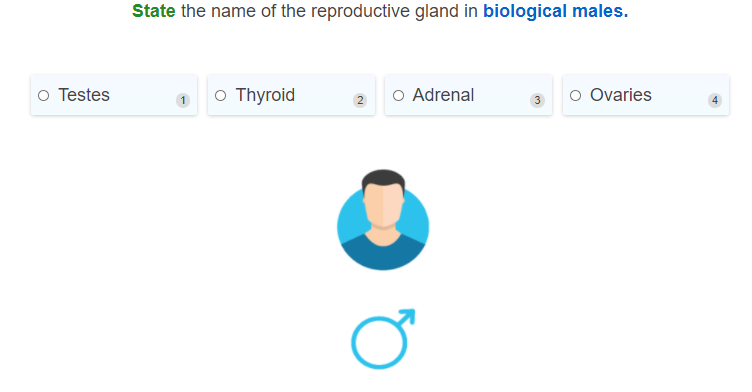 State the name of the reproductive gland in biological males.
Testes 1 Thyroid 2 Adrenal 3 Ovaries 4